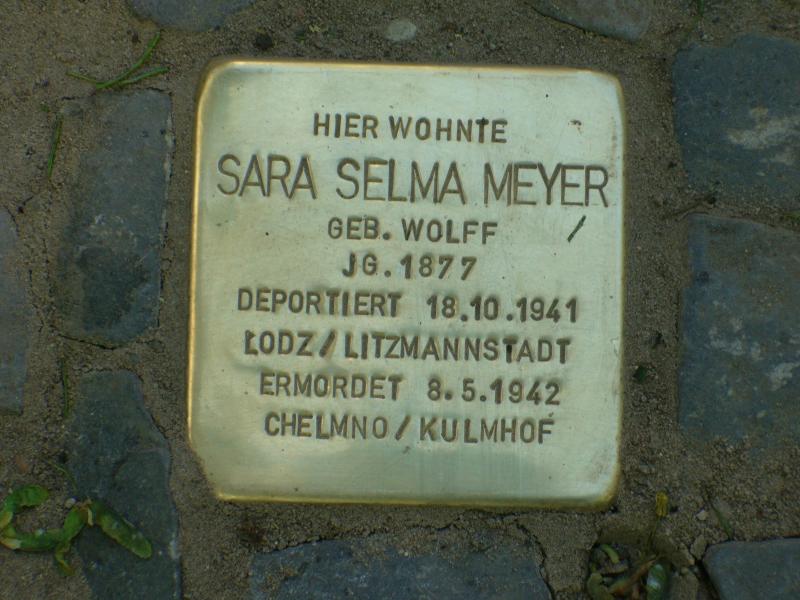 HIER WOHNTE
SARA SELMA MEYER
GEB. WOLFF
JG. 1877
DEPORTIERT 18.10.1941
ŁODZ/LITZMANNSTADT
ERMORDET 8.5.1942
CHELMNO/KULMHOF